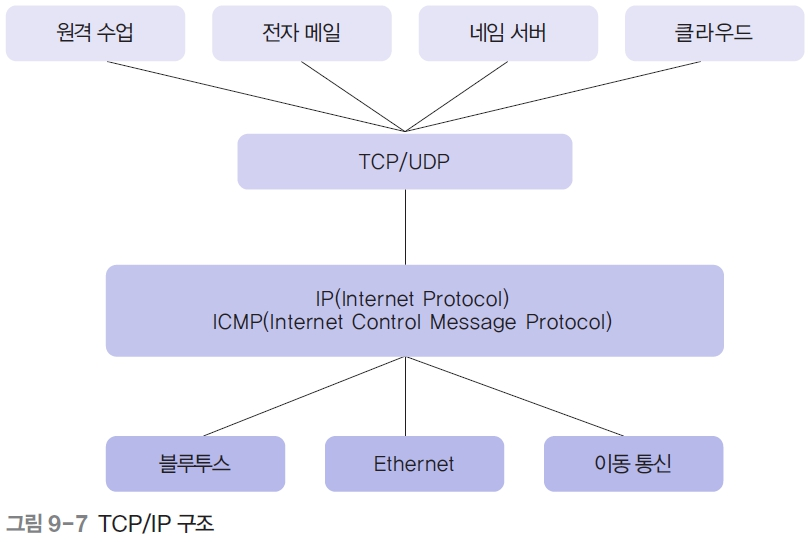 원격 수업
전자 메일
네임 서버
클라우드
TCP/UDP
IP(Internet Protocol)
ICMP(Internet Control Message Protocol)
블루투스
Ethernet
이동 통신
그림 9-7 TCP/IP 구조